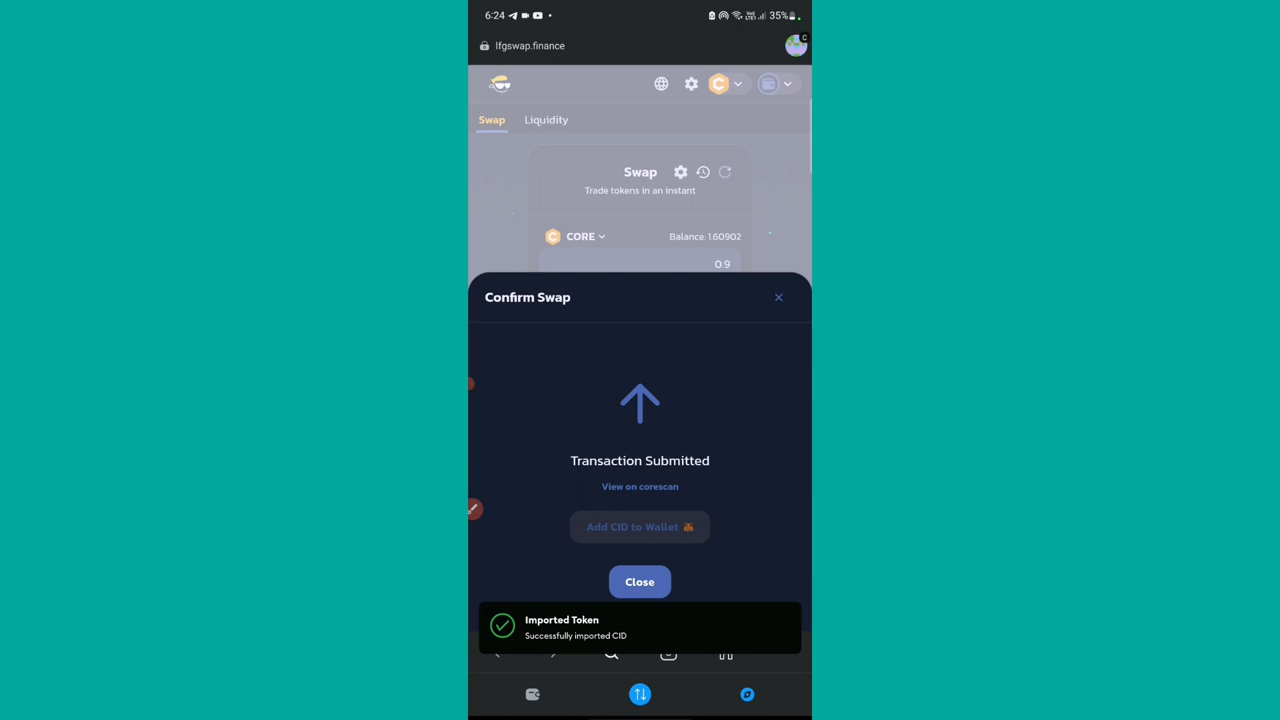 6:24
35%
lfgswap.finance
C
Swap
Liquidity
Swap
Trade tokens in an instant
CORE
Balance: 1.60902
0.9
Confirm Swap
Transaction Submitted
View on corescan
Add CID to Wallet
Close
Imported Token
Successfully imported CID